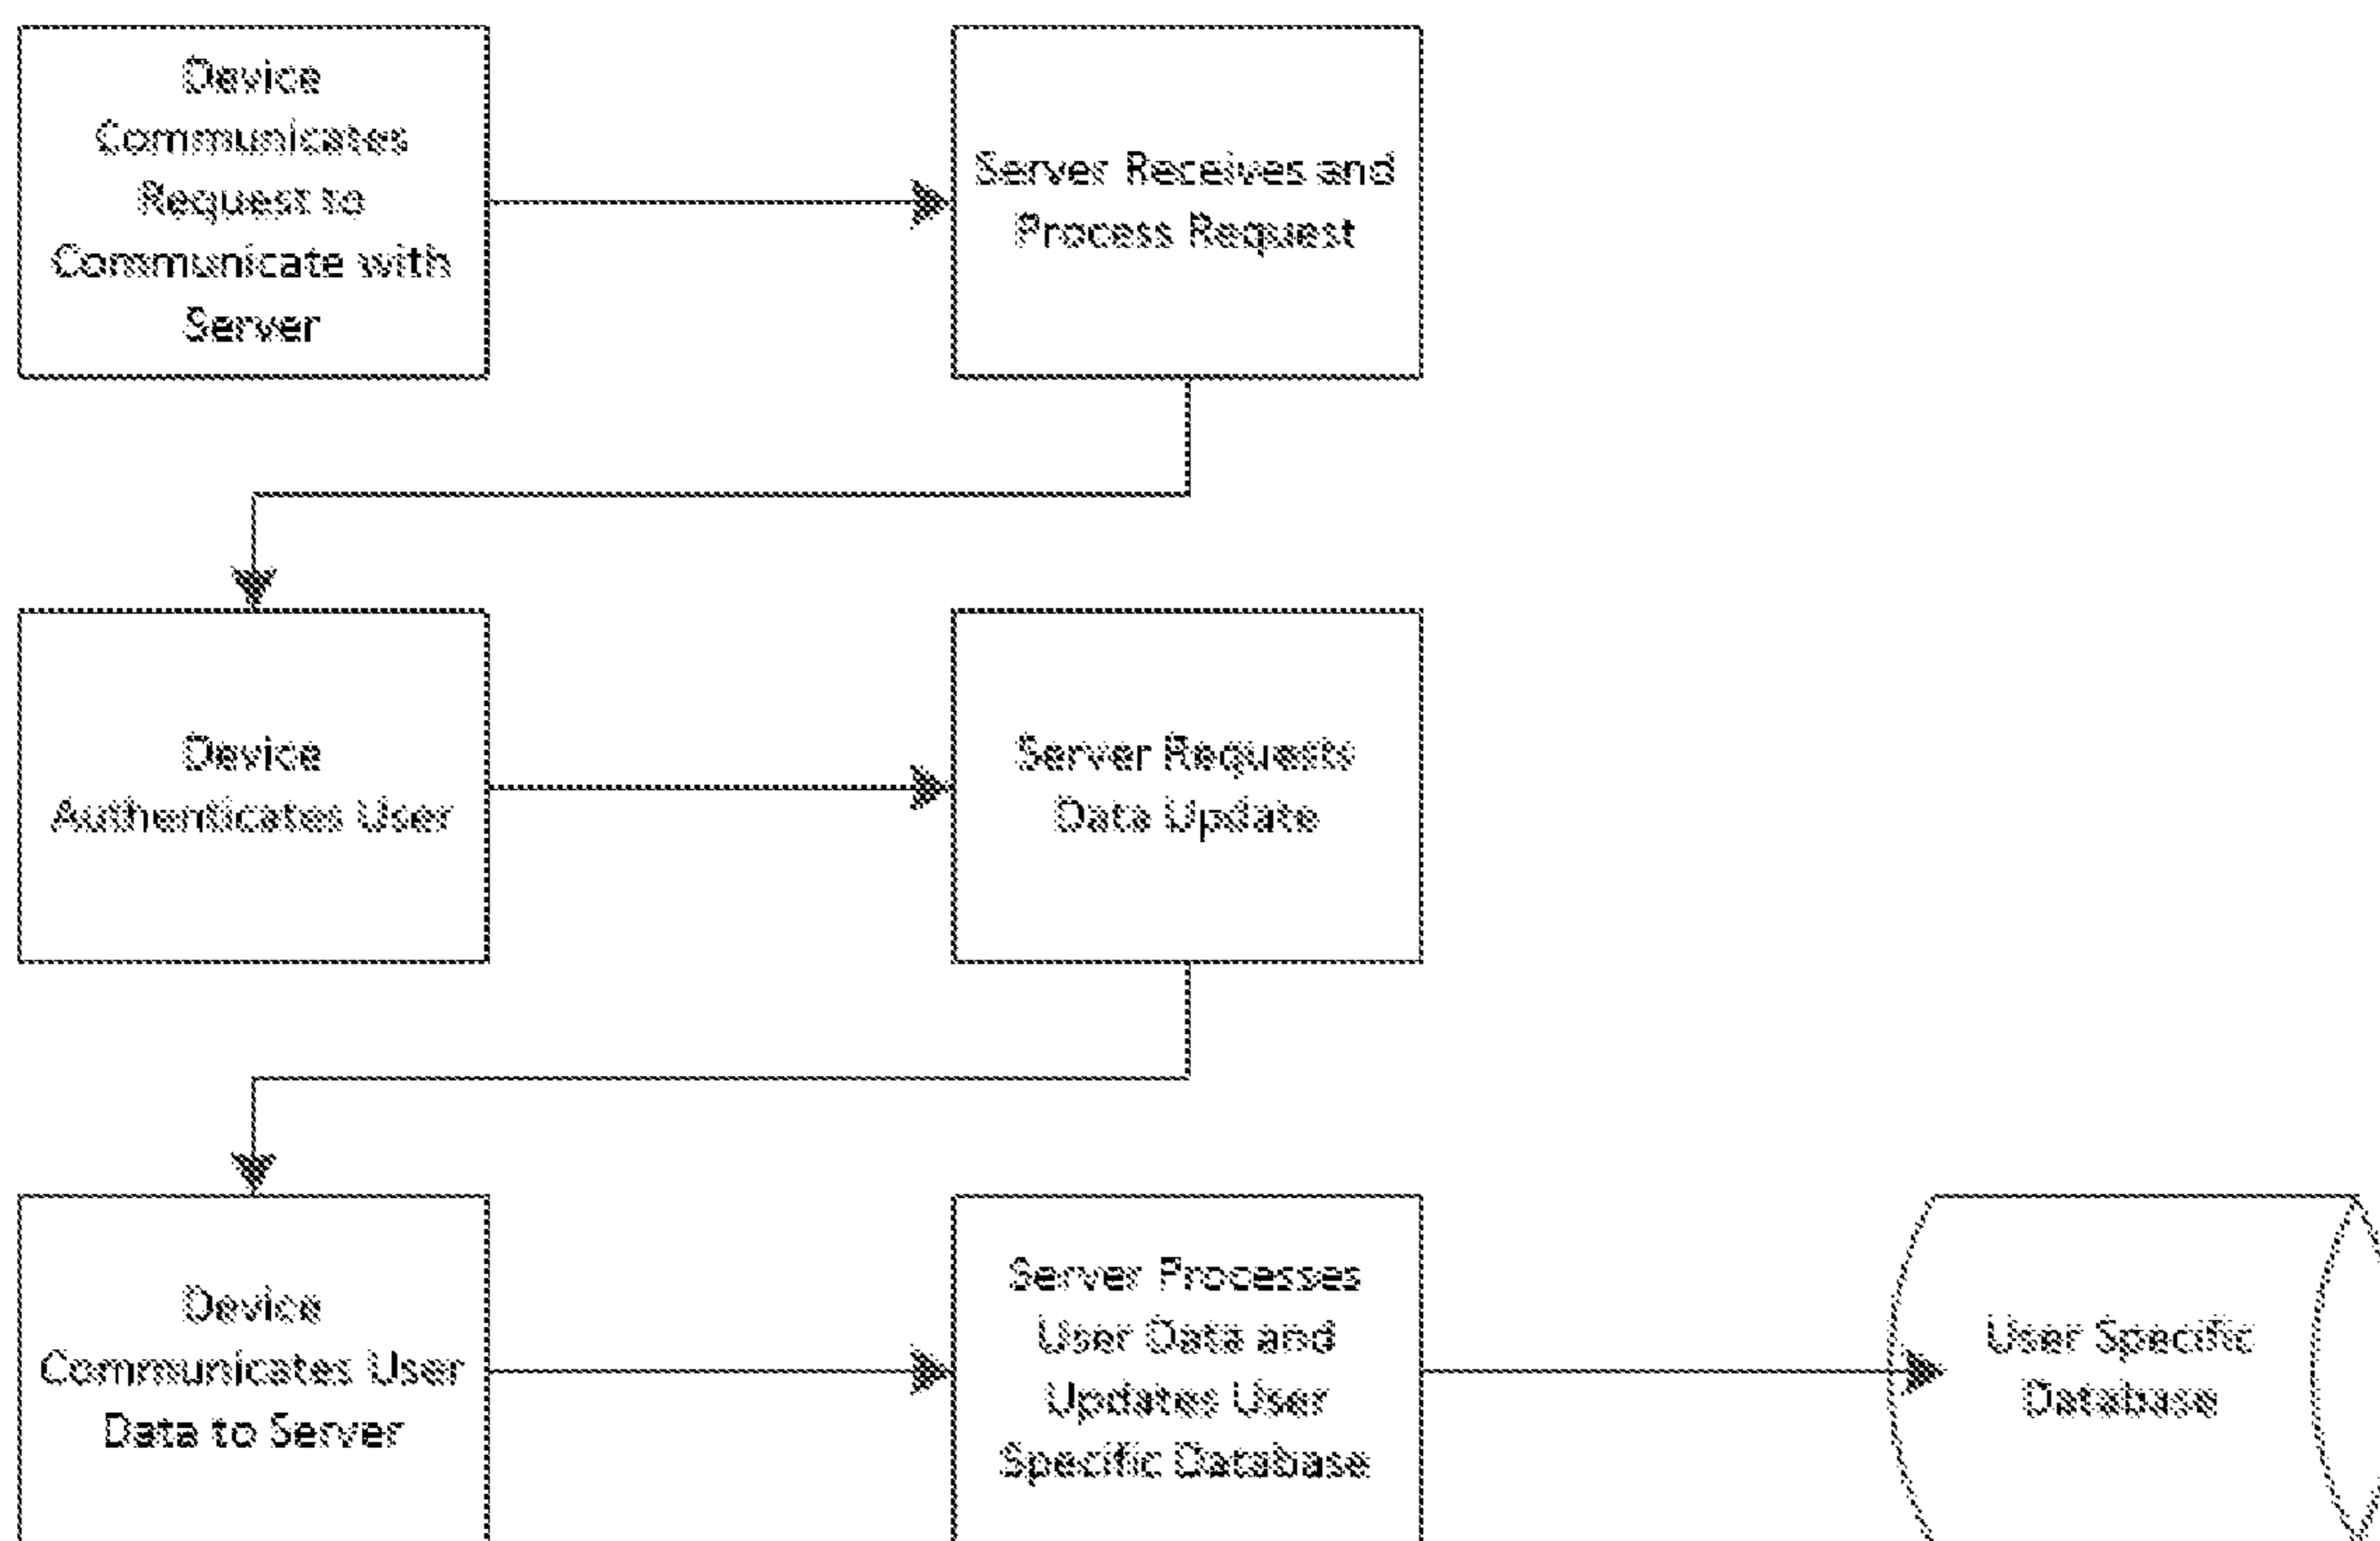 Device
Communicates
Request to
Communicate with
Server
Server Receives and
Process Request
Device
Authenticates User
Server Requests
Data Update
Device
Communicates User
Data to Server
Server Processes
User Data and
Updates User
Specific Database
User Specific
Database